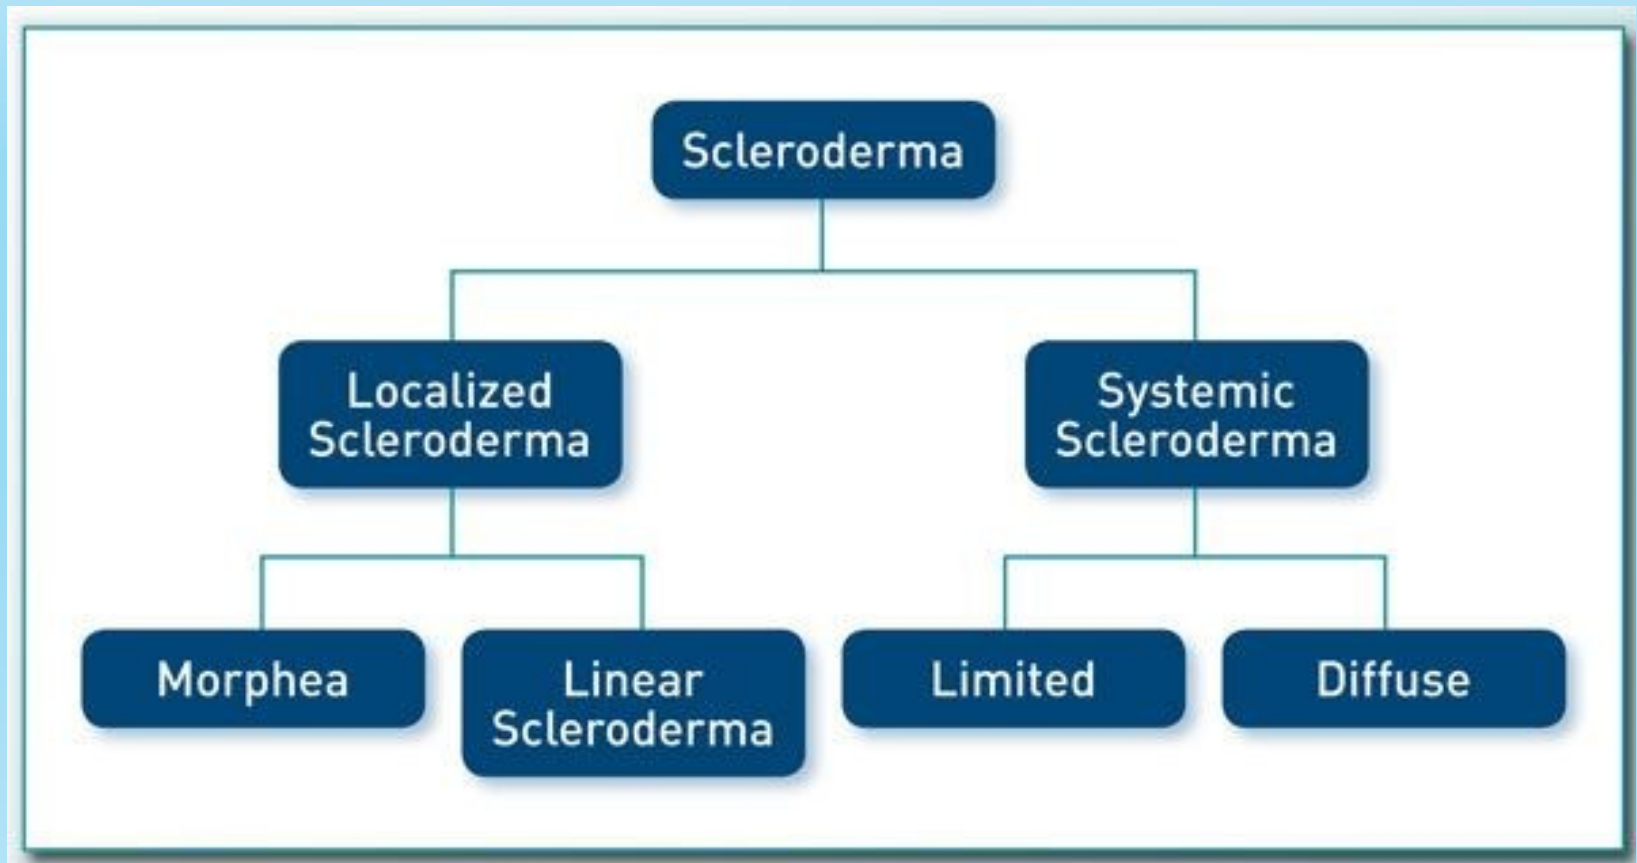 Scleroderma
Localized
Scleroderma
Systemic
Scleroderma
Morphea
Linear
Scleroderma
Limited
Diffuse